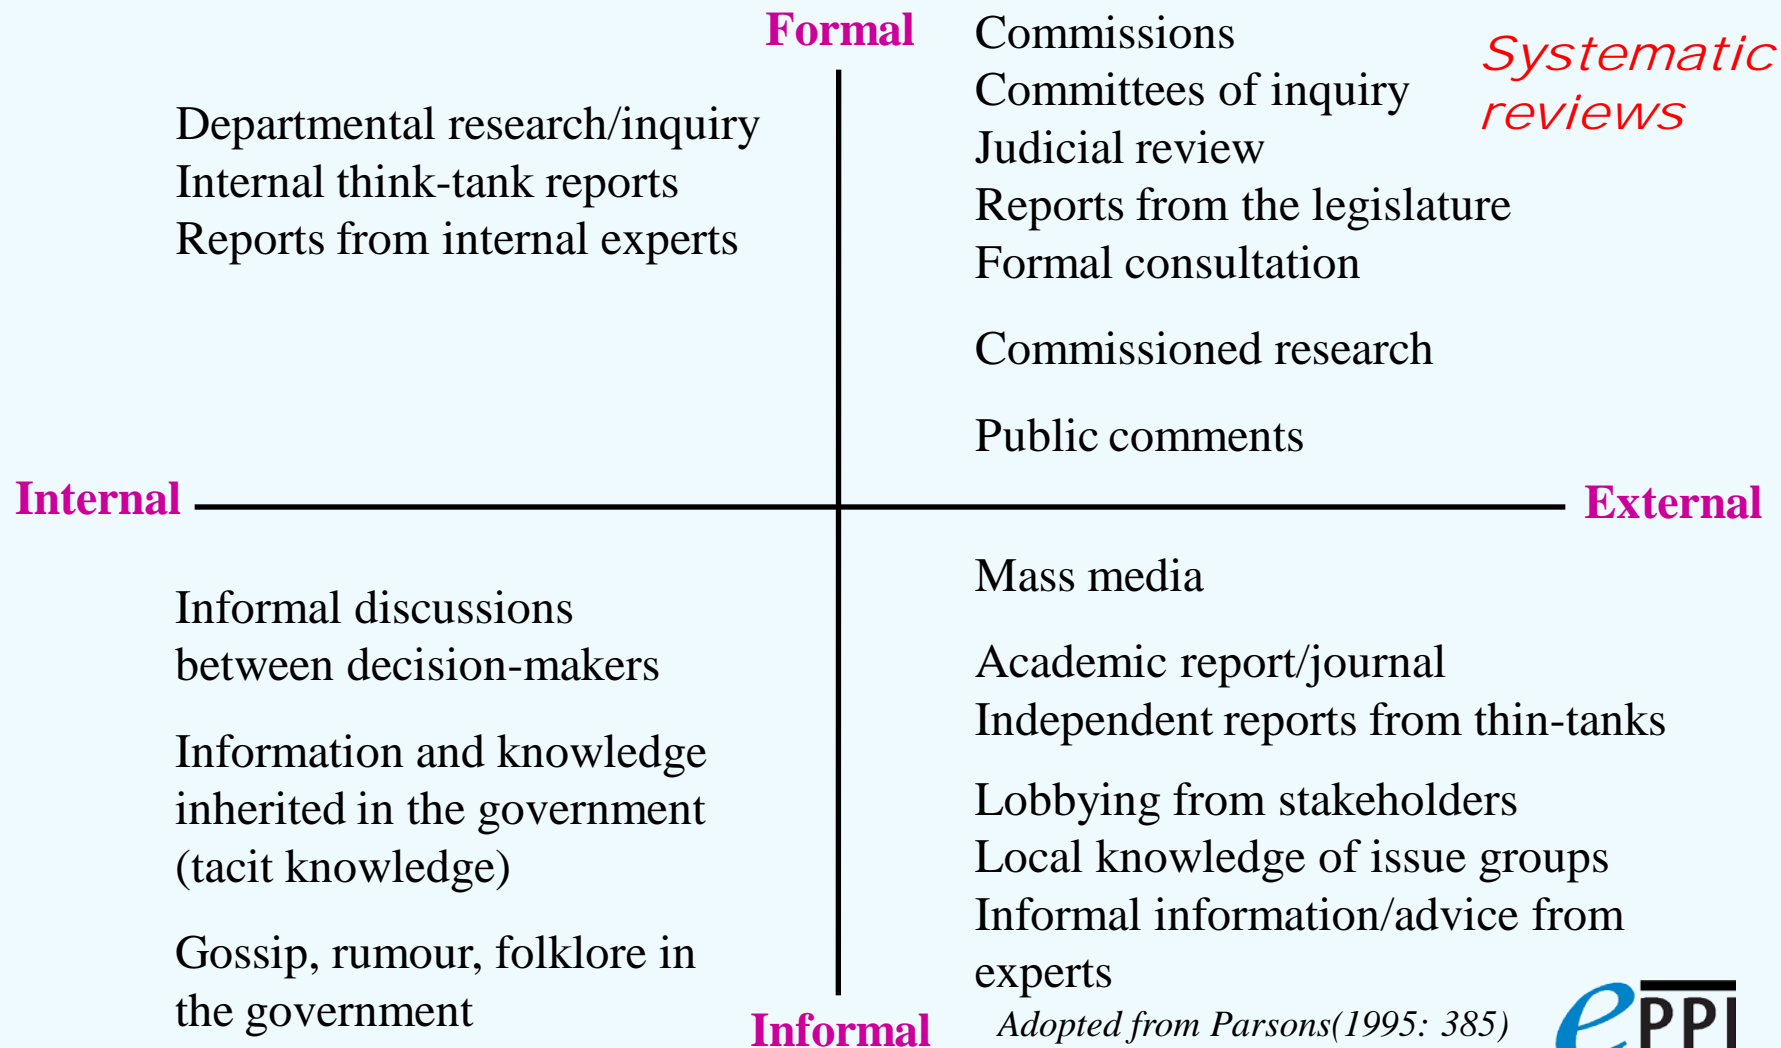 Formal
Systematic
reviews
Departmental research/inquiry
Internal think-tank reports
Reports from internal experts
Commissions
Committees of inquiry
Judicial review
Reports from the legislature
Formal consultation
Commissioned research
Public comments
Internal
External
Informal discussions
between decision-makers
Information and knowledge
inherited in the government
(tacit knowledge)
Gossip, rumour, folklore in
the government
Mass media
Academic report/journal
Independent reports from thin-tanks
Lobbying from stakeholders
Local knowledge of issue groups
Informal information/advice from
experts
Informal
Adopted from Parsons(1995: 385)
ePPI